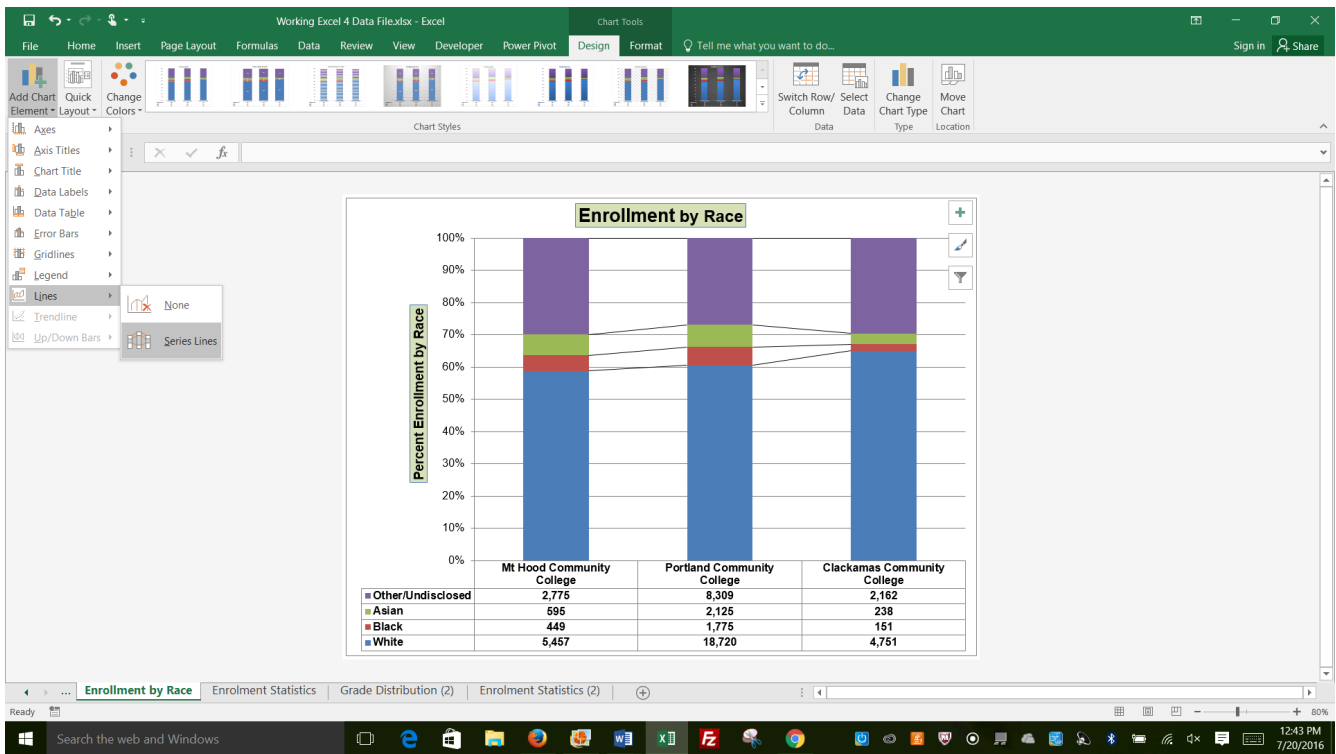 Working Excel 4 Data File.xlsx - Excel
Chart Tools
File Home Insert Page Layout Formulas Data Review View Developer Power Pivot Design Format Tell me what you want to do... Sign in Share
Add Chart Element Quick Layout Change Colors
Chart Styles
Switch Row/ Column Select Data
Data
Change Chart Type
Type
Move Chart
Location
Axes
Axis Titles
Chart Title
Data Labels
Data Table
Error Bars
Gridlines
Legend
Lines
Trendline
Up/Down Bars
None
Series Lines
fx
Enrollment by Race
Percent Enrollment by Race
100%
90%
80%
70%
60%
50%
40%
30%
20%
10%
0%
Mt Hood Community College Portland Community College Clackamas Community College
Other/Undisclosed 2,775 8,309 2,162
Asian 595 2,125 238
Black 449 1,775 151
White 5,457 18,720 4,751
... Enrollment by Race Enrolment Statistics Grade Distribution (2) Enrolment Statistics (2)
Ready 80%
Search the web and Windows
12:43 PM
7/20/2016